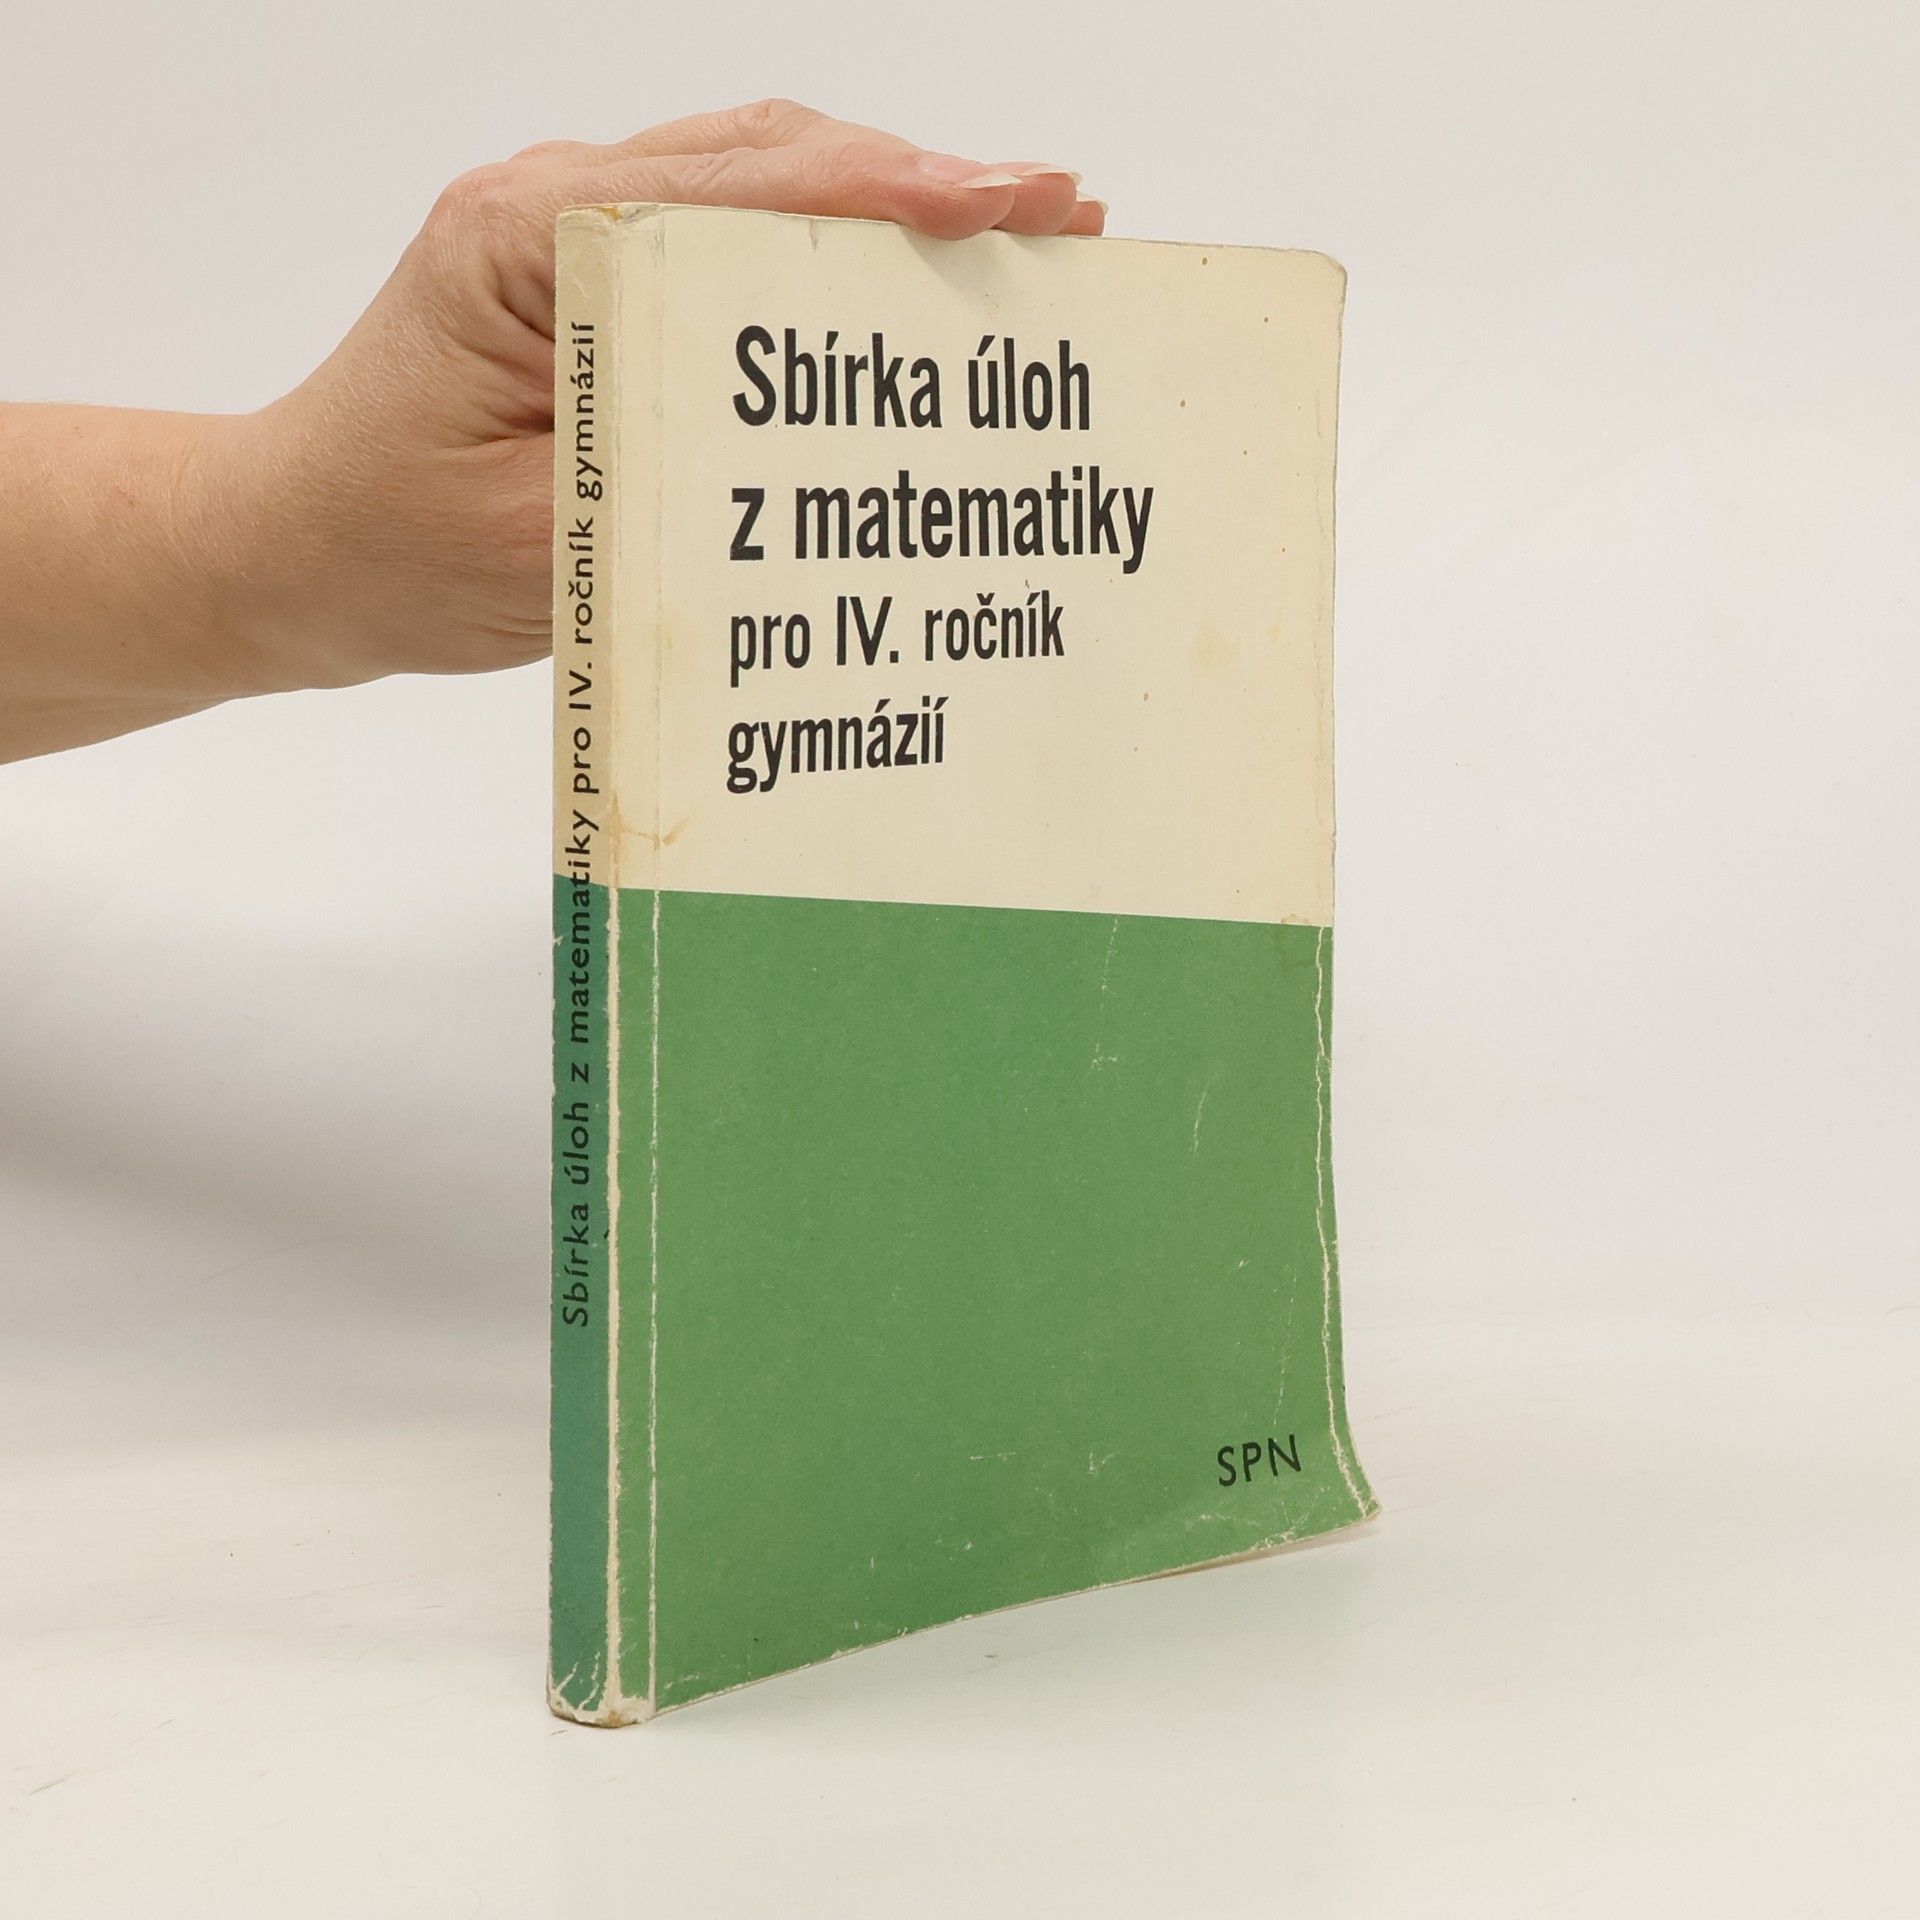 Sbírka úloh
z matematiky
pro IV. ročník
gymnázií
SPN
Sbírka úloh z matematiky pro IV. ročník gymnázií